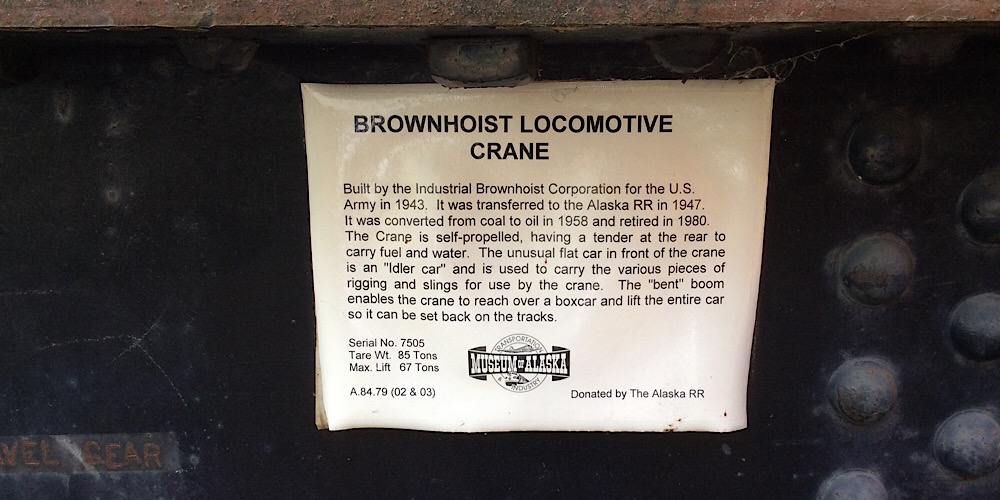 BROWNHOIST LOCOMOTIVE
CRANE
Built by the Industrial Brownhoist Corporation for the U.S.
Army in 1943. It was transferred to the Alaska RR in 1947.
It was converted from coal to oil in 1958 and retired in 1980.
The Crane is self-propelled, having a tender at the rear to
carry fuel and water. The unusual flat car in front of the crane
is an "Idler car" and is used to carry the various pieces of
rigging and slings for use by the crane. The "bent" boom
enables the crane to reach over a boxcar and lift the entire car
so it can be set back on the tracks.
Serial No. 7505
Tare Wt. 85 Tons
Max. Lift 67 Tons
TRANSPORTATION
MUSEUM OF ALASKA
& INDUSTRY
A.84.79 (02 & 03)
Donated by The Alaska RR
GEAR